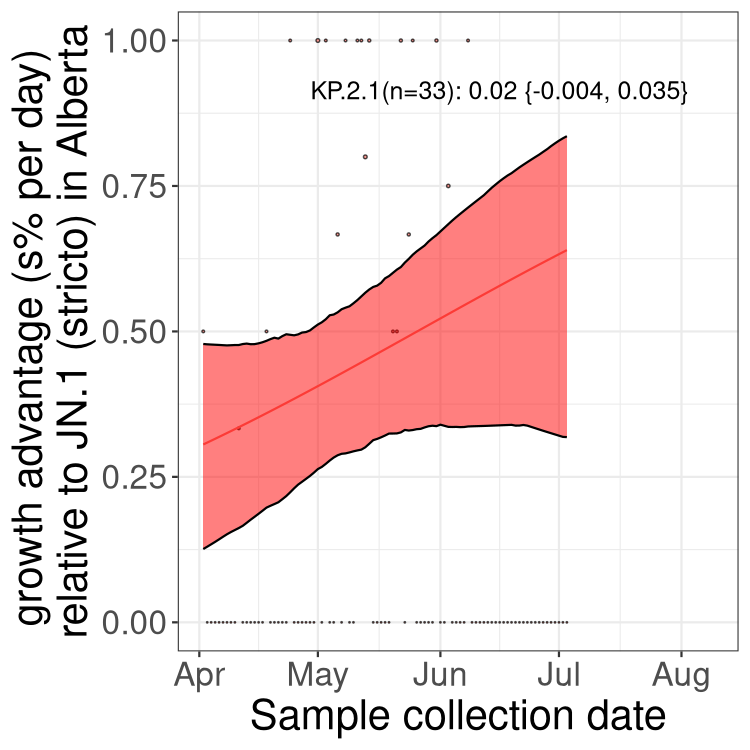 growth advantage (s% per day)
relative to JN.1 (stricto) in Alberta
1.00
0.75
0.50
0.25
0.00
KP.2.1(n=33): 0.02 {-0.004, 0.035}
Apr May Jun Jul Aug
Sample collection date